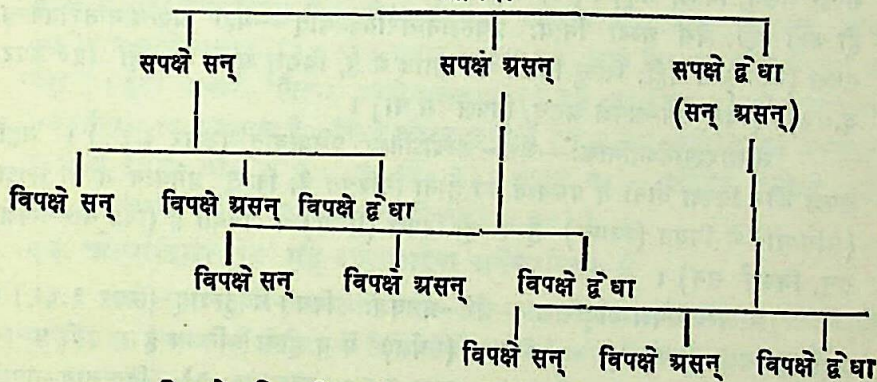 सपक्षे सन् सपक्षं असन् सपक्षे द्वेधा
(सन् असन्)
विपक्षे सन् विपक्षे असन् विपक्षे द्वेधा
विपक्षे सन् विपक्षे असन् विपक्षे द्वेधा
विपक्षे सन् विपक्षे असन् विपक्षे द्वेधा